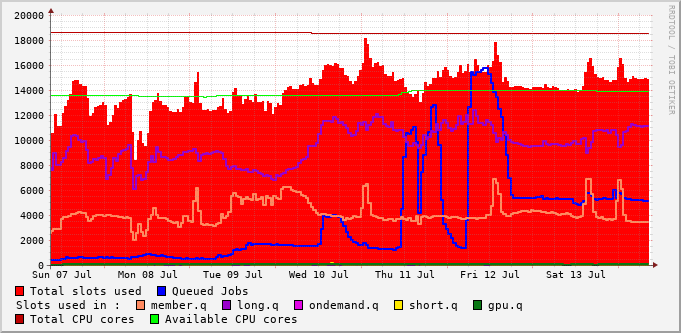 20000
18000
16000
14000
12000
10000
8000
6000
4000
2000
0
Sun 07 Jul Mon 08 Jul Tue 09 Jul Wed 10 Jul Thu 11 Jul Fri 12 Jul Sat 13 Jul
Total slots used Queued Jobs
Slots used in : member.q long.q ondemand.q short.q gpu.q
Total CPU cores Available CPU cores
RRDTOOL / TOBI OETIKER